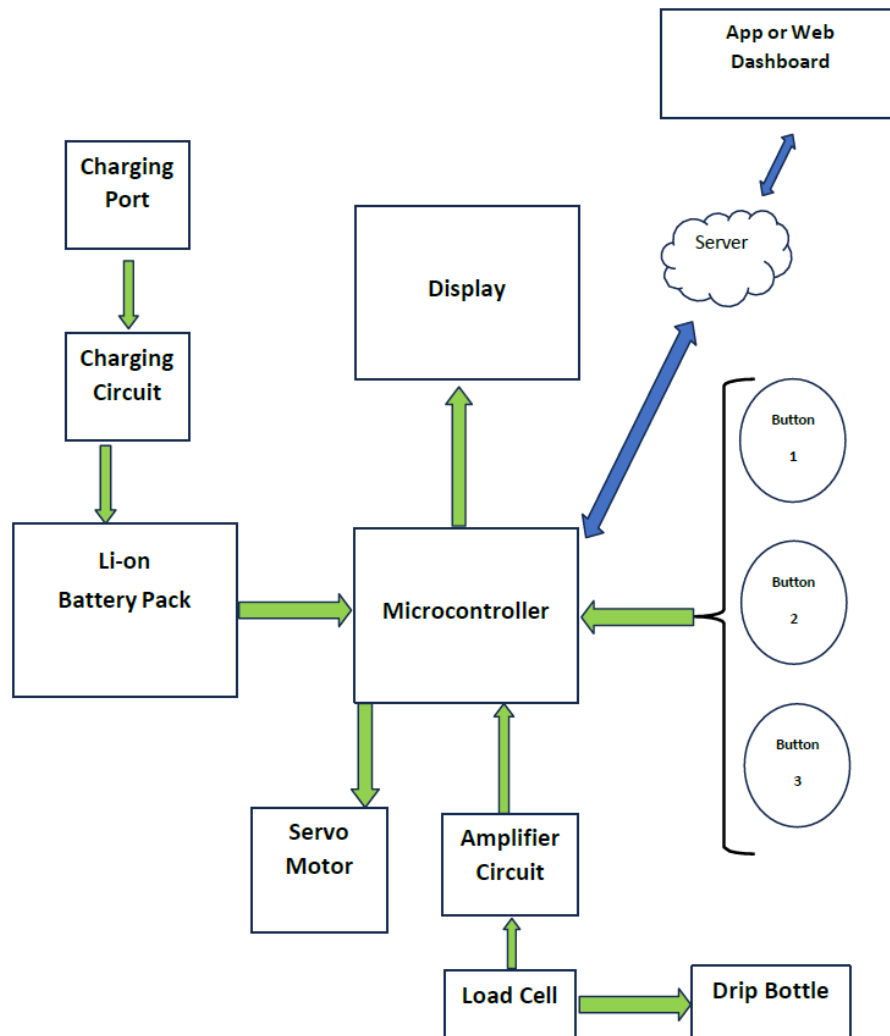 App or Web
Dashboard
Charging
Port
Server
Display
Charging
Circuit
Button
1
Li-on
Battery Pack
Microcontroller
Button
2
Button
3
Servo
Motor
Amplifier
Circuit
Load Cell
Drip Bottle